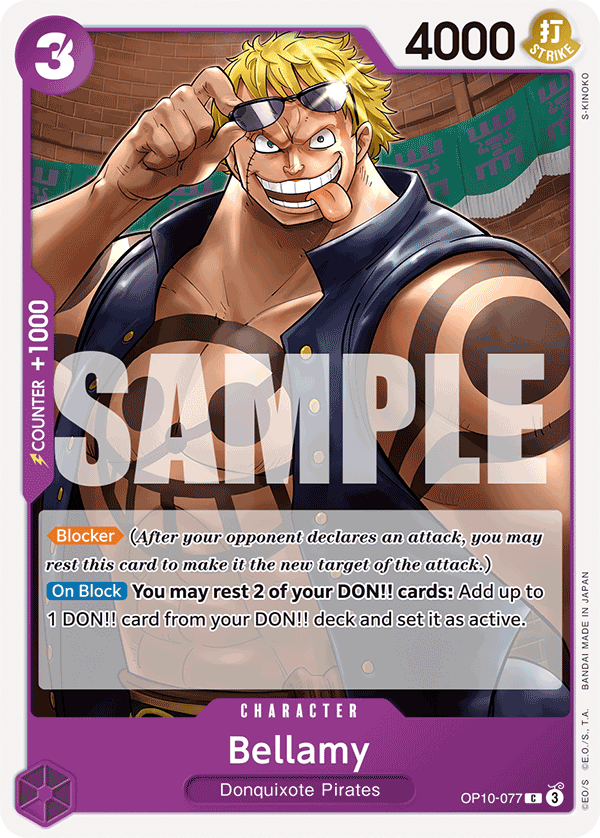 3
4000
打
STRIKE
S-KINOKO
COUNTER +1000
SAMPLE
Blocker (After your opponent declares an attack, you may
rest this card to make it the new target of the attack.)
On Block You may rest 2 of your DON!! cards: Add up to
1 DON!! card from your DON!! deck and set it as active.
CHARACTER
Bellamy
Donquixote Pirates
OP10-077 C 3
©EO/S ©E.O./S., T.A. BANDAI MADE IN JAPAN